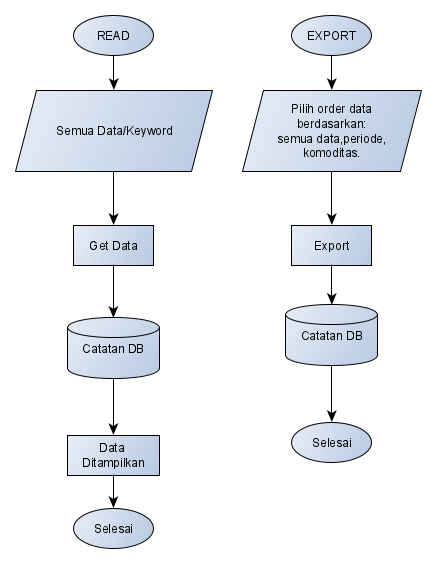 READ
Semua Data/Keyword
Get Data
Catatan DB
Data
Ditampilkan
Selesai
EXPORT
Pilih order data
berdasarkan:
semua data,periode,
komoditas.
Export
Catatan DB
Selesai